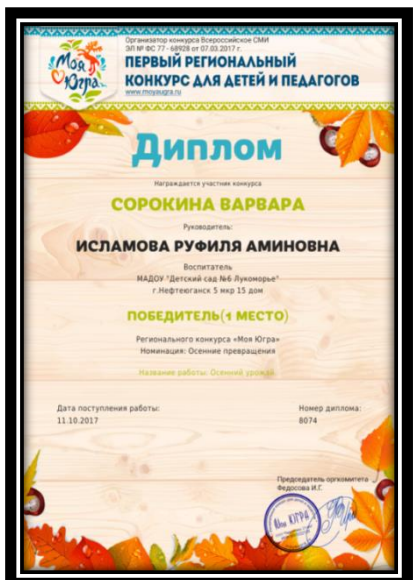 Моя
Югра
Организатор конкурса Всероссийское СМИ
ЭЛ № ФС 77 - 68928 от 07.03.2017 г.
ПЕРВЫЙ РЕГИОНАЛЬНЫЙ
КОНКУРС ДЛЯ ДЕТЕЙ И ПЕДАГОГОВ
www.moyaugra.ru
Диплом
Награждается участник конкурса
СОРОКИНА ВАРВАРА
Руководитель:
ИСЛАМОВА РУФИЛЯ АМИНОВНА
Воспитатель
МАДОУ "Детский сад №6 Лукоморье"
г.Нефтеюганск 5 мкр 15 дом
ПОБЕДИТЕЛЬ(1 МЕСТО)
Регионального конкурса «Моя Югра»
Номинация: Осенние превращения
Название работы: Осенний урожай
Дата поступления работы:
11.10.2017
Номер диплома:
8074
Председатель оргкомитета
Федосова И.Г.
Моя ЮГРА